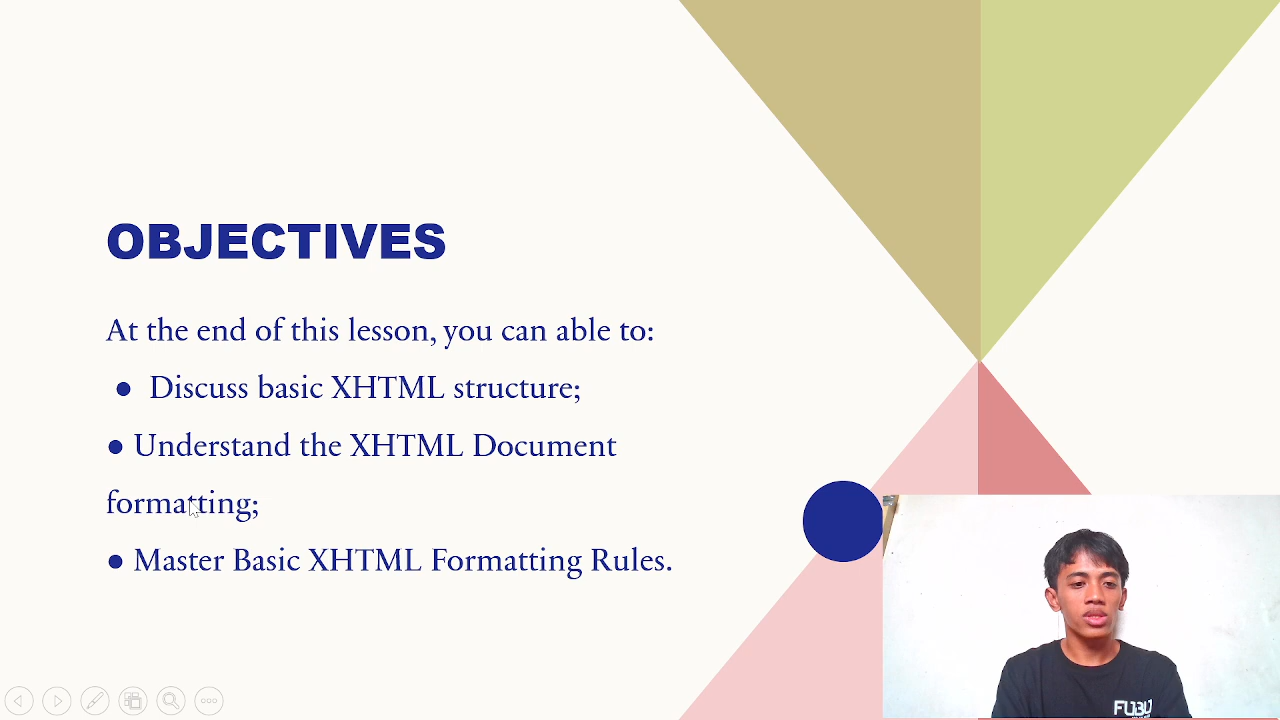 OBJECTIVES
At the end of this lesson, you can able to:
● Discuss basic XHTML structure;
● Understand the XHTML Document
formatting;
● Master Basic XHTML Formatting Rules.
FUBU